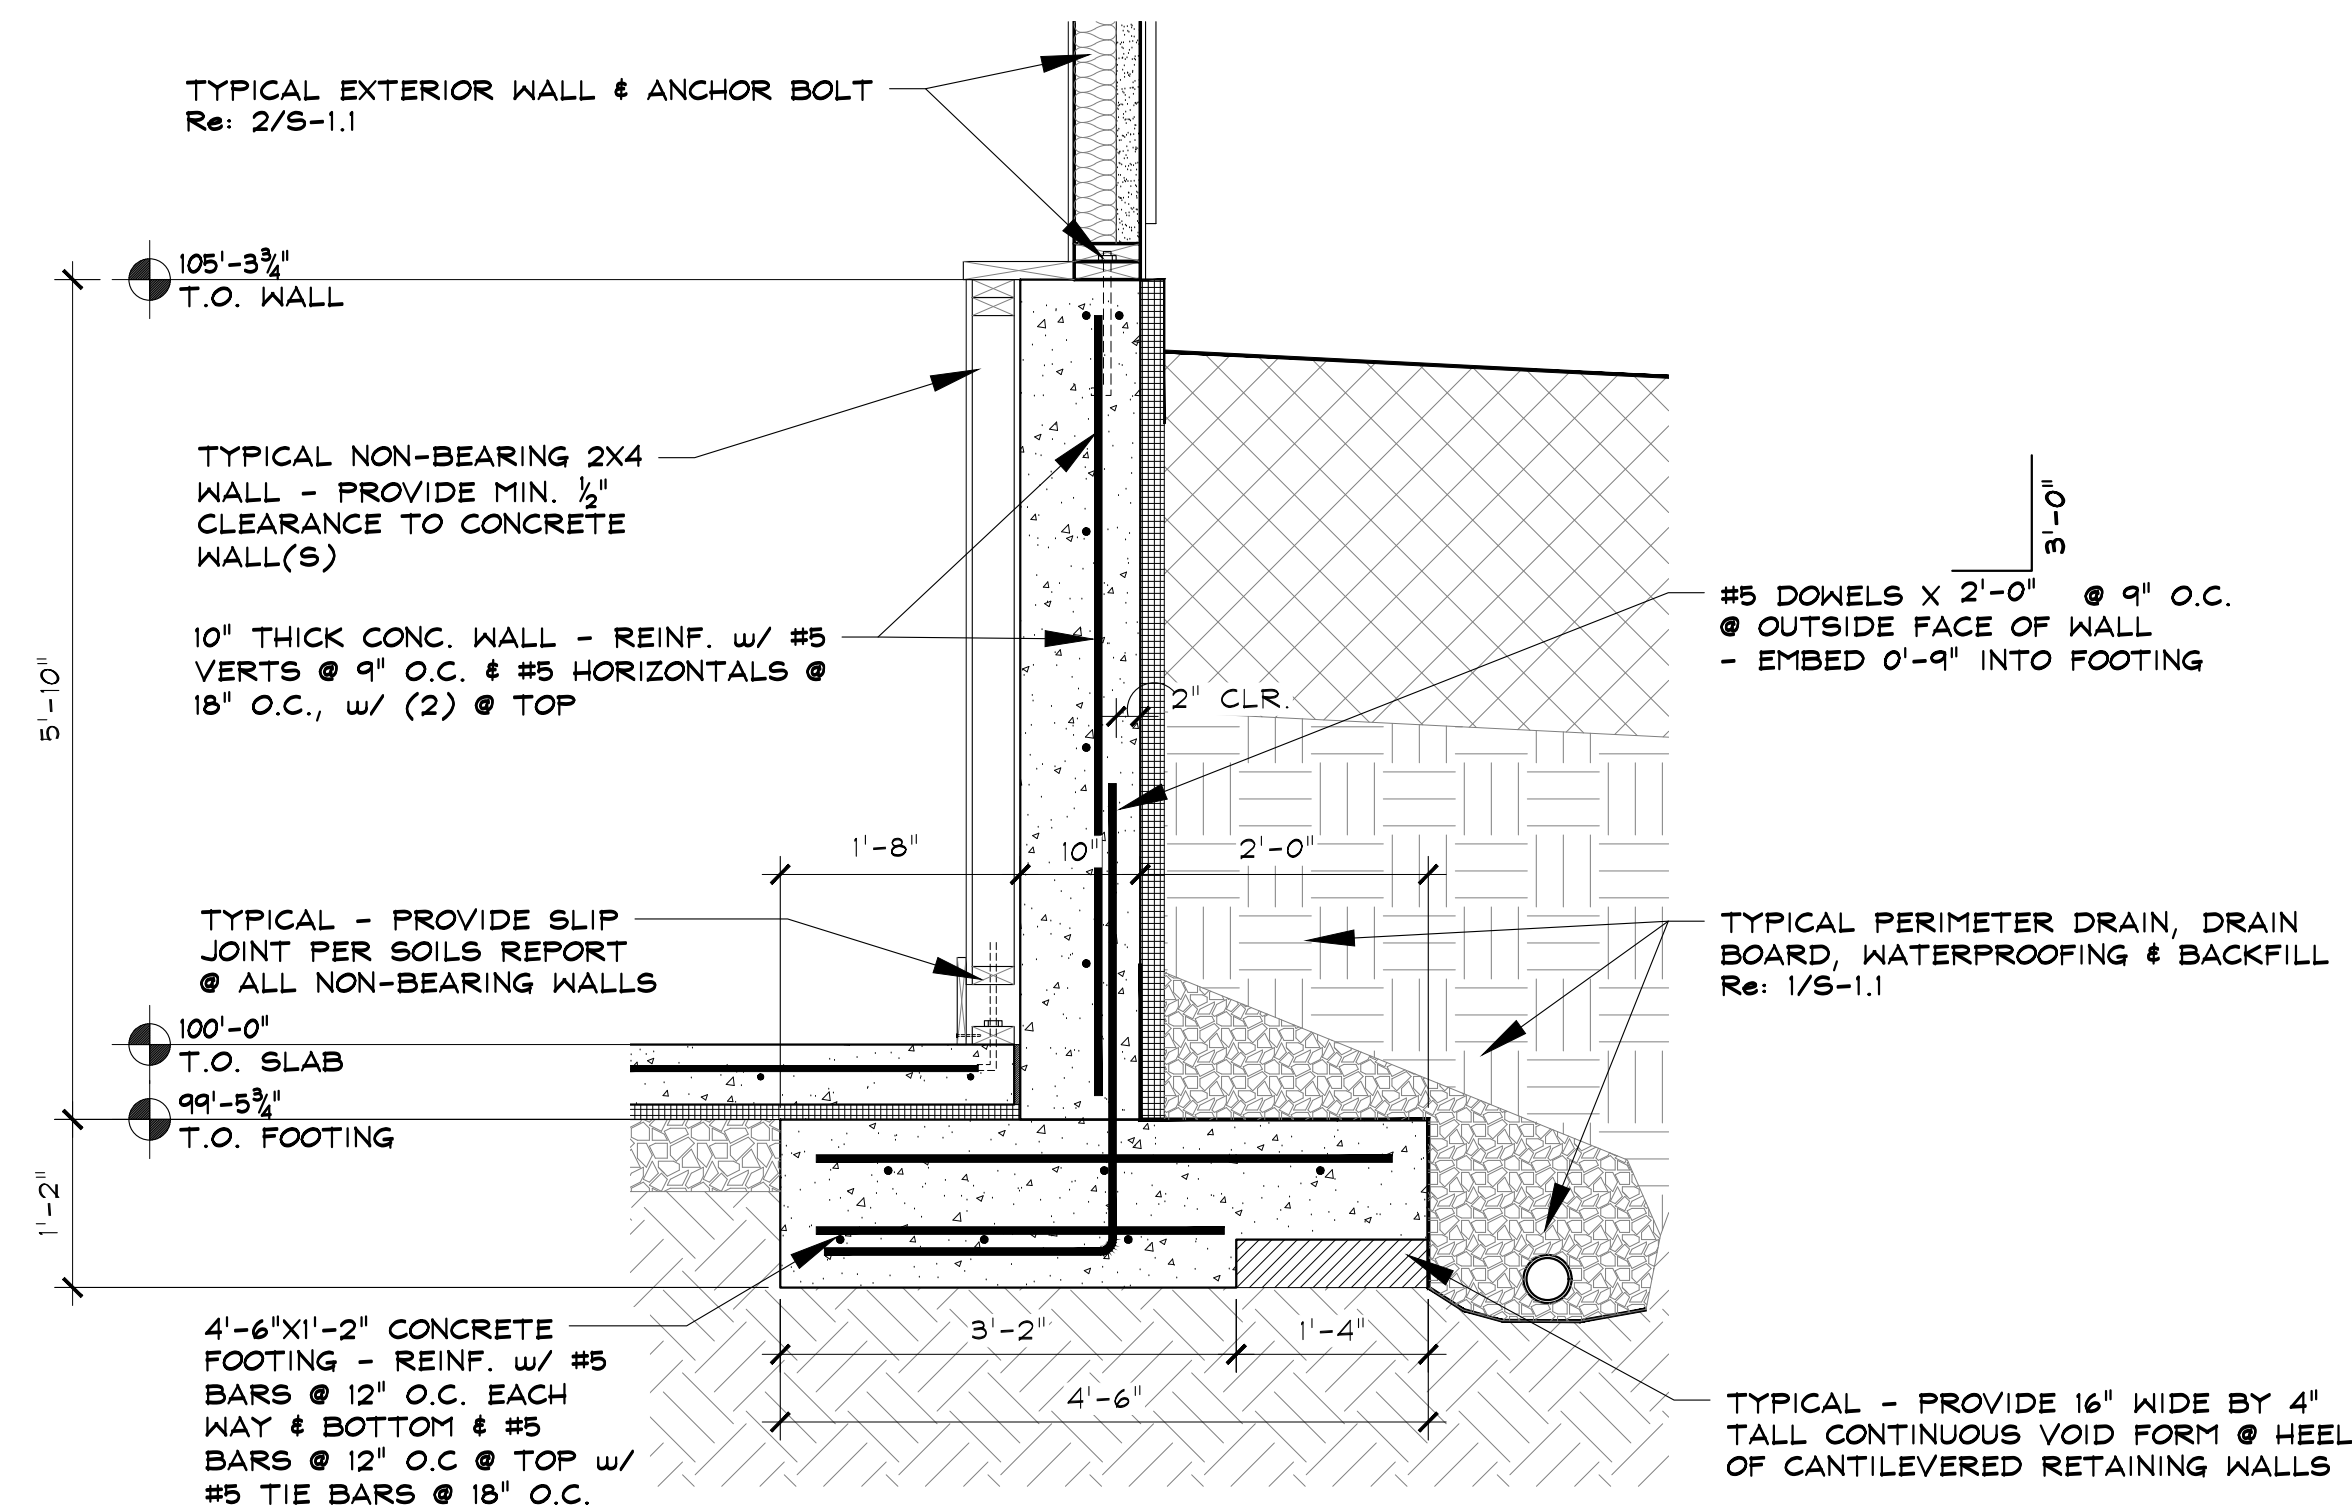 TYPICAL EXTERIOR WALL & ANCHOR BOLT
Re: 2/S-1.1
105'-3¾"
T.O. WALL
TYPICAL NON-BEARING 2X4
WALL - PROVIDE MIN. ½"
CLEARANCE TO CONCRETE
WALL(S)
3'-0"
#5 DOWELS X 2'-0" @ 9" O.C.
@ OUTSIDE FACE OF WALL
- EMBED 0'-9" INTO FOOTING
10" THICK CONC. WALL - REINF. w/ #5
VERTS @ 9" O.C. & #5 HORIZONTALS @
18" O.C., w/ (2) @ TOP
2" CLR.
5'-10"
1'-8"
10"
2'-0"
TYPICAL - PROVIDE SLIP
JOINT PER SOILS REPORT
@ ALL NON-BEARING WALLS
TYPICAL PERIMETER DRAIN, DRAIN
BOARD, WATERPROOFING & BACKFILL
Re: 1/S-1.1
100'-0"
T.O. SLAB
99'-5¾"
T.O. FOOTING
1'-2"
4'-6"X1'-2" CONCRETE
FOOTING - REINF. w/ #5
BARS @ 12" O.C. EACH
WAY & BOTTOM & #5
BARS @ 12" O.C @ TOP w/
#5 TIE BARS @ 18" O.C.
3'-2"
1'-4"
4'-6"
TYPICAL - PROVIDE 16" WIDE BY 4"
TALL CONTINUOUS VOID FORM @ HEEL
OF CANTILEVERED RETAINING WALLS